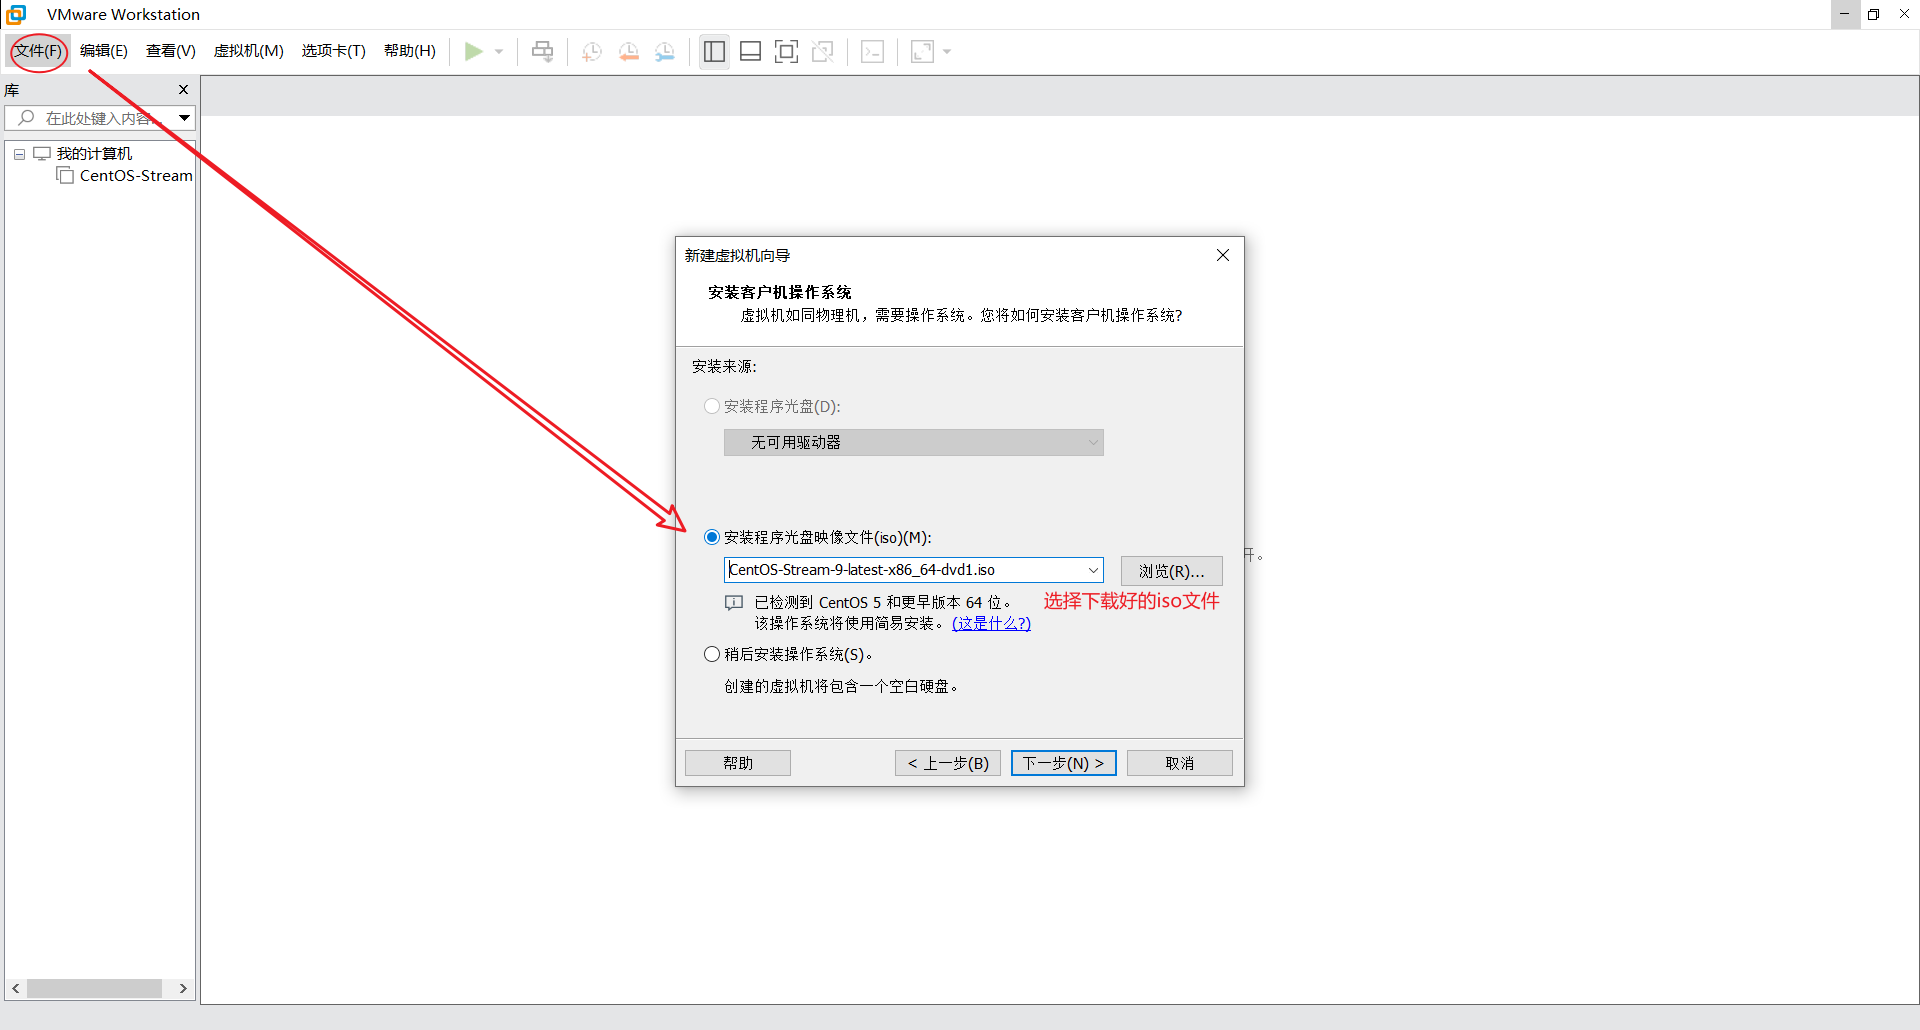 VMware Workstation
文件(F) 编辑(E) 查看(V) 虚拟机(M) 选项卡(T) 帮助(H)
库
在此处键入内容...
我的计算机
CentOS-Stream
新建虚拟机向导
安装客户机操作系统
虚拟机如同物理机，需要操作系统。您将如何安装客户机操作系统?
安装来源:
安装程序光盘(D):
无可用驱动器
安装程序光盘映像文件(iso)(M):
CentOS-Stream-9-latest-x86_64-dvd1.iso
浏览(R)...
开。
已检测到 CentOS 5 和更早版本 64 位。
选择下载好的iso文件
该操作系统将使用简易安装。(这是什么?)
稍后安装操作系统(S)。
创建的虚拟机将包含一个空白硬盘。
帮助 < 上一步(B) 下一步(N) > 取消